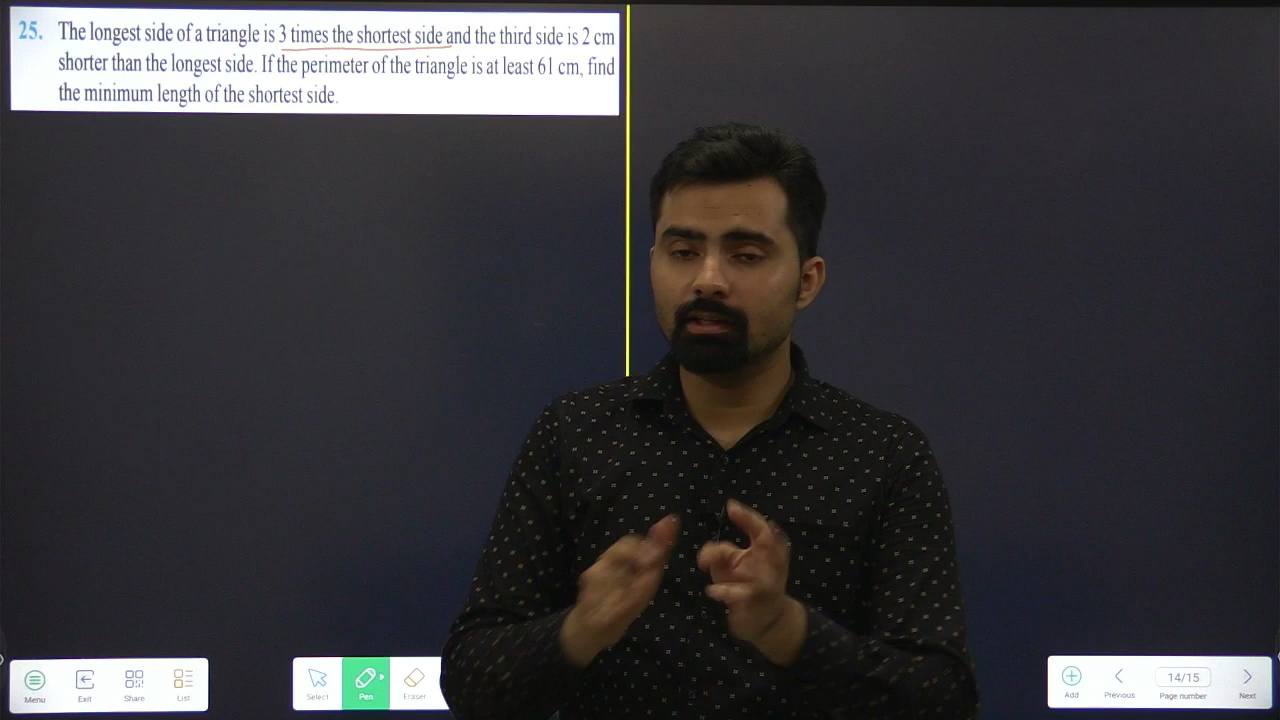 25. The longest side of a triangle is 3 times the shortest side and the third side is 2 cm
shorter than the longest side. If the perimeter of the triangle is at least 61 cm, find
the minimum length of the shortest side.
Menu
Exit
Share
List
Select
Pen
Eraser
Add
Previous
14/15
Page number
Next